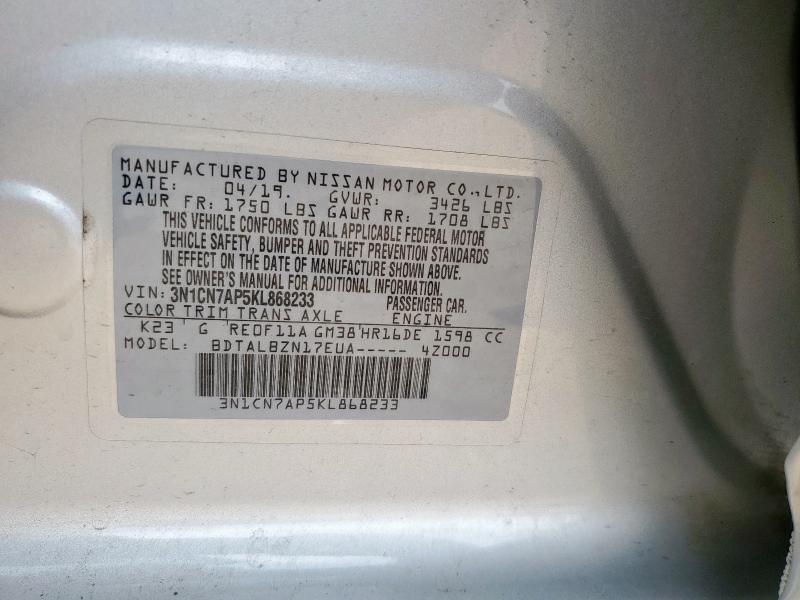 MANUFACTURED BY NISSAN MOTOR CO.,LTD.
DATE: 04/19. GVWR: 3426 LBS
GAWR FR: 1750 LBS GAWR RR: 1708 LBS
THIS VEHICLE CONFORMS TO ALL APPLICABLE FEDERAL MOTOR
VEHICLE SAFETY, BUMPER AND THEFT PREVENTION STANDARDS
IN EFFECT ON THE DATE OF MANUFACTURE SHOWN ABOVE.
SEE OWNER'S MANUAL FOR ADDITIONAL INFORMATION.
VIN: 3N1CN7AP5KL868233 PASSENGER CAR.
COLOR TRIM TRANS AXLE ENGINE
K23 G RE0F11A GM38 HR16DE 1598 CC
MODEL: BDTALBZN17EUA----- 4Z000
3N1CN7AP5KL868233